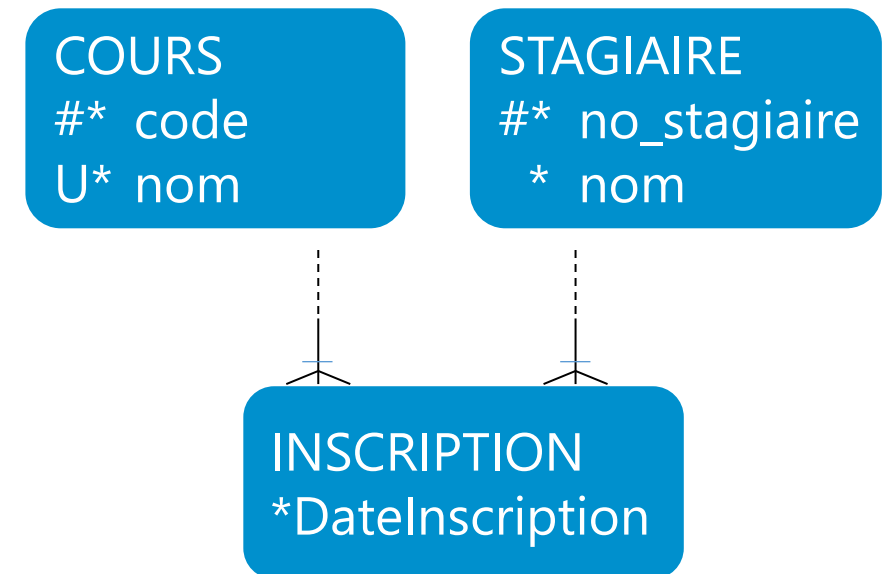 COURS
#* code
U* nom
STAGIAIRE
#* no_stagiaire
* nom
INSCRIPTION
*DateInscription